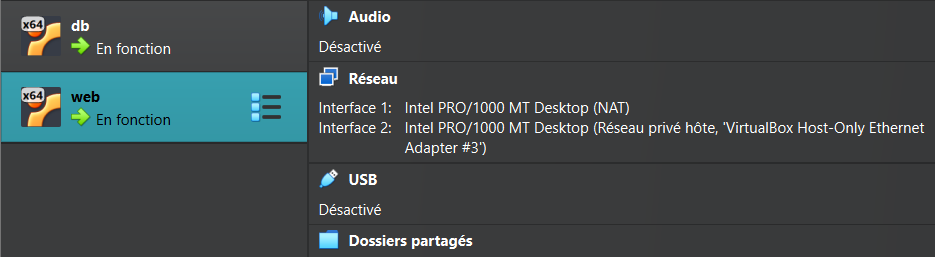 x64
db
En fonction
x64
web
En fonction
Audio
Désactivé
Réseau
Interface 1: Intel PRO/1000 MT Desktop (NAT)
Interface 2: Intel PRO/1000 MT Desktop (Réseau privé hôte, 'VirtualBox Host-Only Ethernet
Adapter #3')
USB
Désactivé
Dossiers partagés